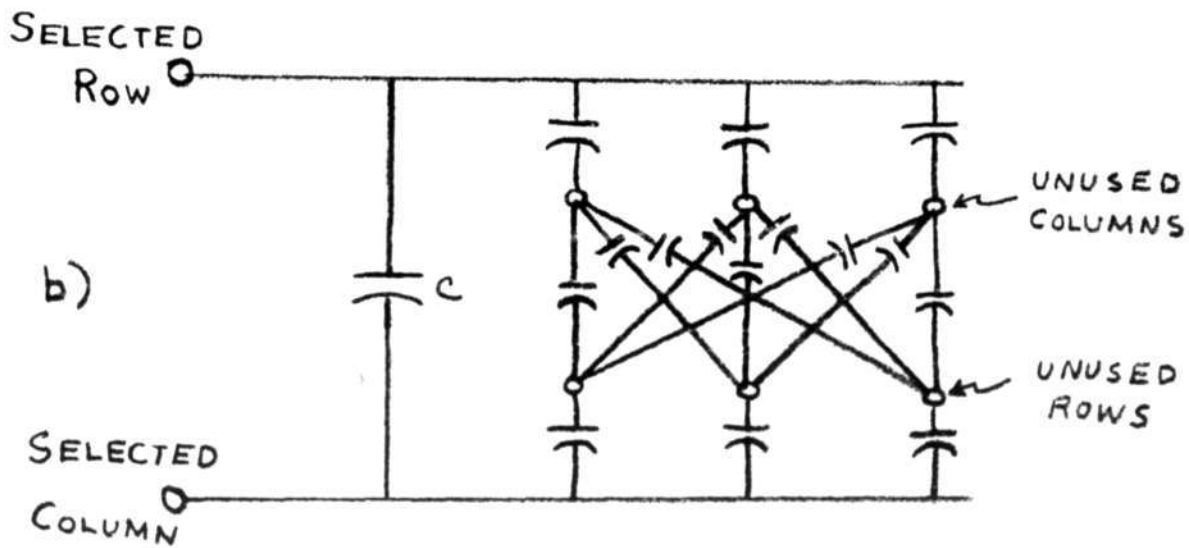 SELECTED
ROW
UNUSED
COLUMNS
b)
C
UNUSED
ROWS
SELECTED
COLUMN